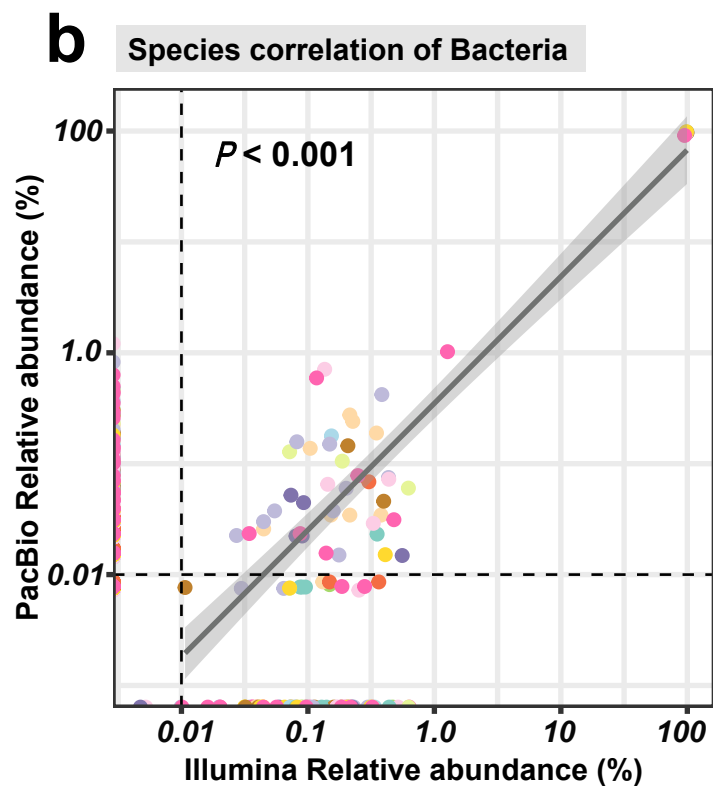 b
Species correlation of Bacteria
P < 0.001
PacBio Relative abundance (%)
100
1.0
0.01
0.01 0.1 1.0 10 100
Illumina Relative abundance (%)